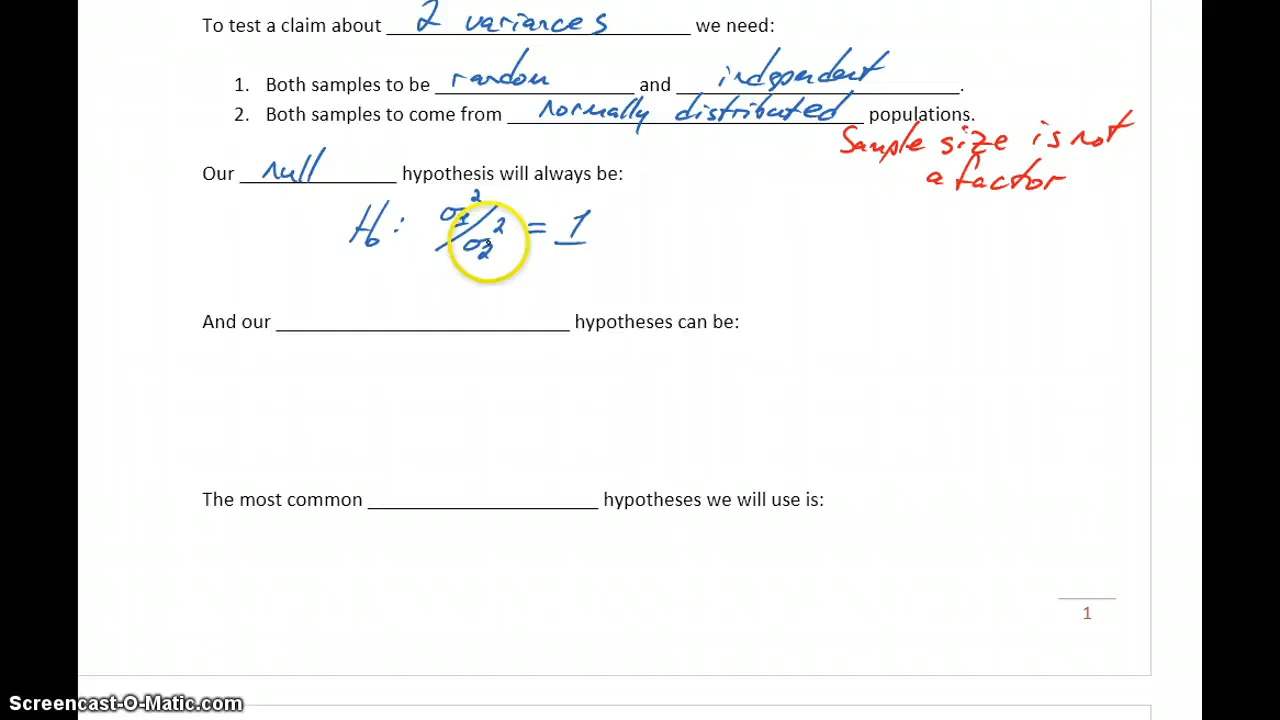 To test a claim about 2 variances we need:
1. Both samples to be random and independent.
2. Both samples to come from normally distributed populations.
Sample size is not
a factor
Our null hypothesis will always be:
H₀: σ₁²/σ₂² = 1
And our ____________ hypotheses can be:
The most common ____________ hypotheses we will use is:
1
Screencast-O-Matic.com